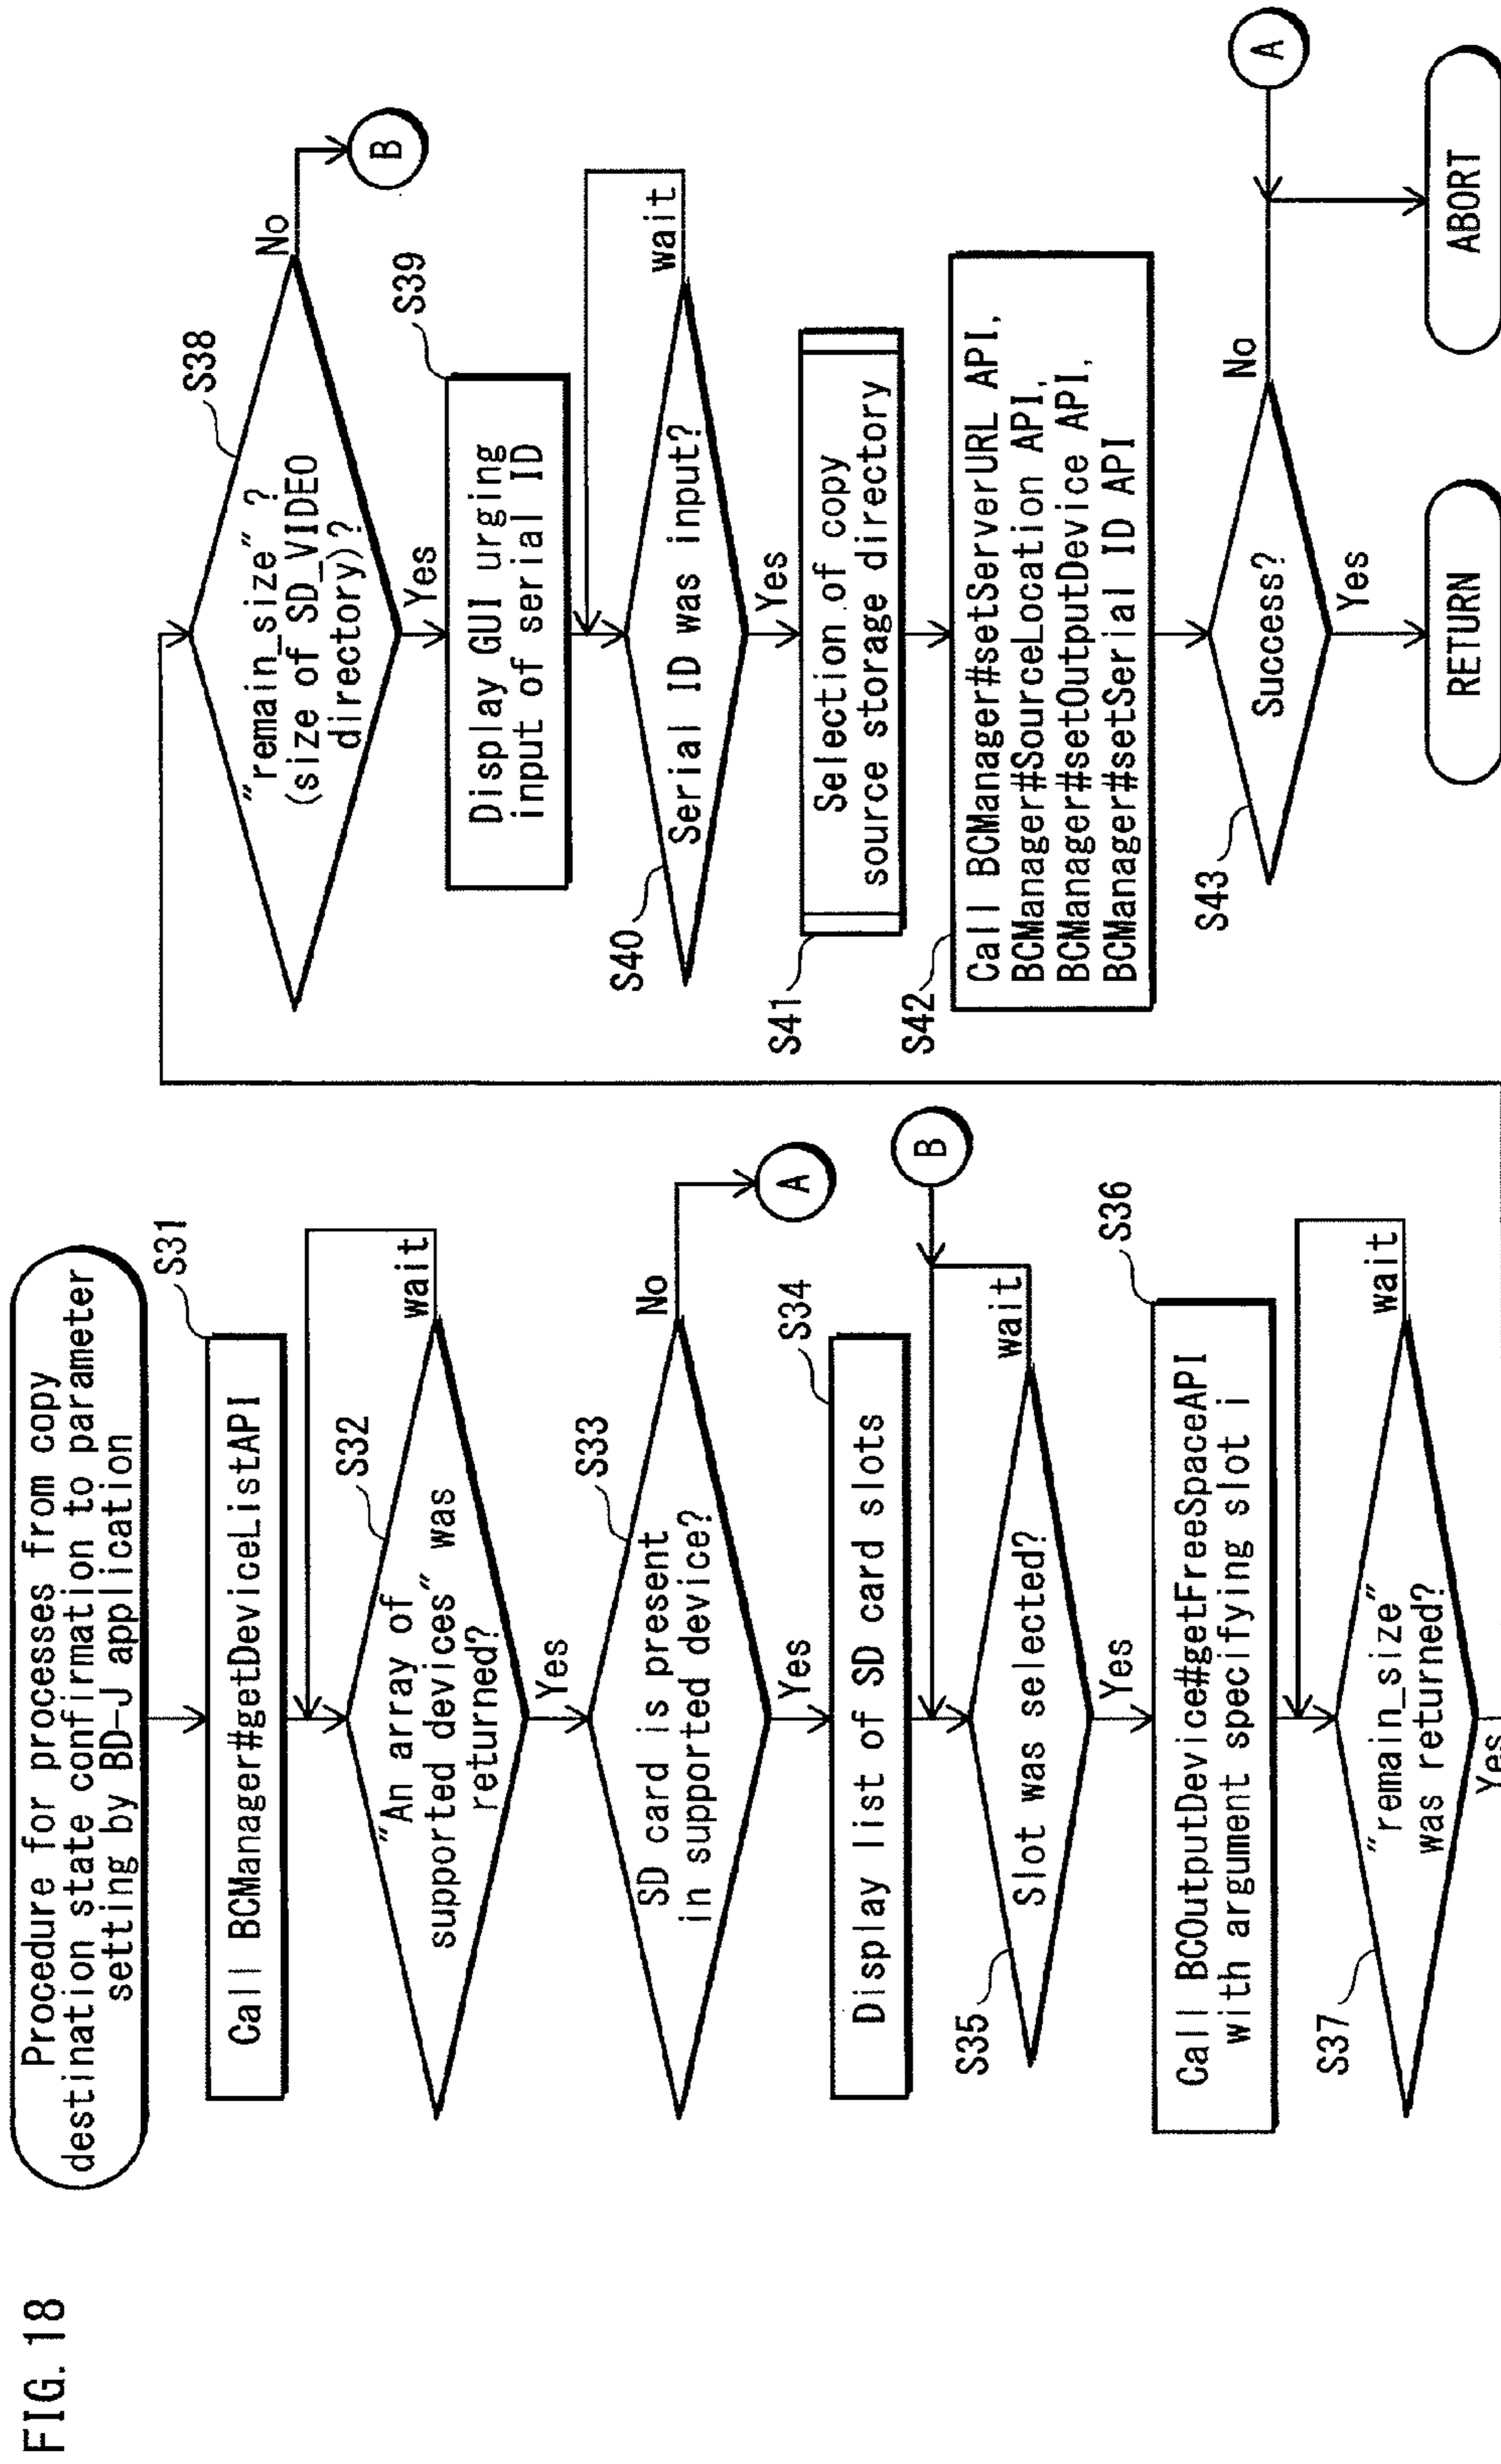 FIG. 18
Procedure for processes from copy
destination state confirmation to parameter
setting by BD-J application
S31
Call BCManager#getDeviceListAPI
S32
"An array of
supported devices" was
returned?
wait
Yes
S33
SD card is present
in supported device?
No
A
Yes
S34
Display list of SD card slots
B
S35
Slot was selected?
wait
Yes
S36
Call BCOutputDevice#getFreeSpaceAPI
with argument specifying slot i
S37
"remain_size"
was returned?
wait
Yes
S38
"remain_size" ?
(size of SD_VIDEO
directory)?
No
B
Yes
S39
Display GUI urging
input of serial ID
S40
Serial ID was input?
wait
Yes
S41
Selection of copy
source storage directory
S42
Call BCManager#setServerURL API,
BCManager#SourceLocation API,
BCManager#setOutputDevice API,
BCManager#setSerial ID API
S43
Success?
No
A
Yes
RETURN
ABORT